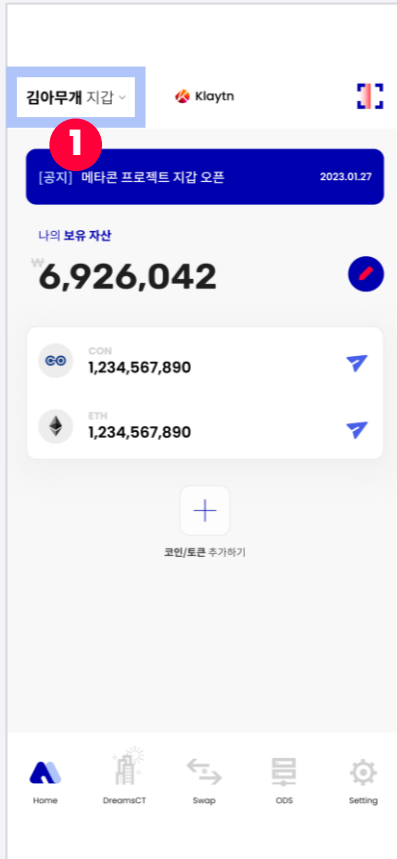 김아무개 지갑
Klaytn
1
[공지] 메타콘 프로젝트 지갑 오픈 2023.01.27
나의 보유 자산
₩6,926,042
CON
1,234,567,890
ETH
1,234,567,890
코인/토큰 추가하기
Home DreamsCT Swap ODS Setting